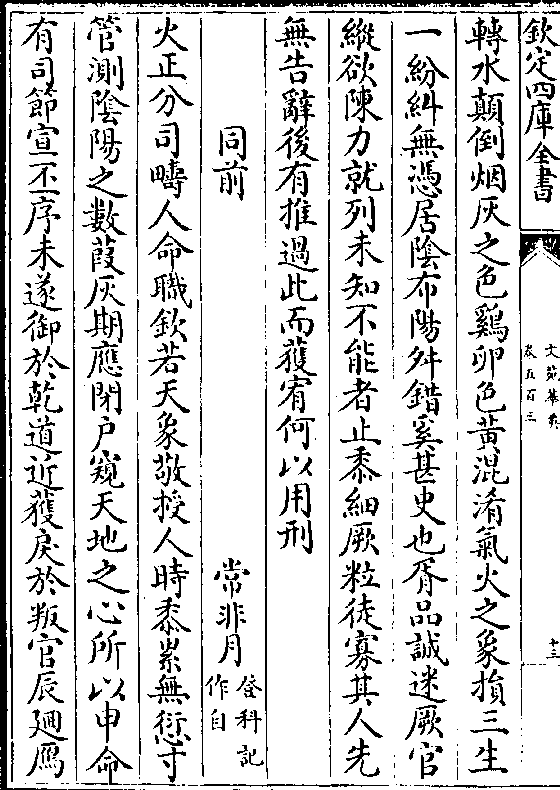 欽定四庫全書
文苑英華
卷五百三
十三
轉水顛倒烟灰之色鷄卵色黄混淆氣火之象損三生
一紛糾無憑居陰布陽舛錯奚甚史也胥品誠迷厥官
縱欲陳力就列未知不能者止黍細厥粒徒寡其人先
無告辭後有推過此而獲宥何以用刑
同前
常非月
登科記
作自
火正分司疇人命職欽若天象敬授人時黍累無愆寸
管測陰陽之數葭灰期應閉户窺天地之心所以申命
有司節宣丕序未遂御於乾道近獲戾於叛官辰廻鴈